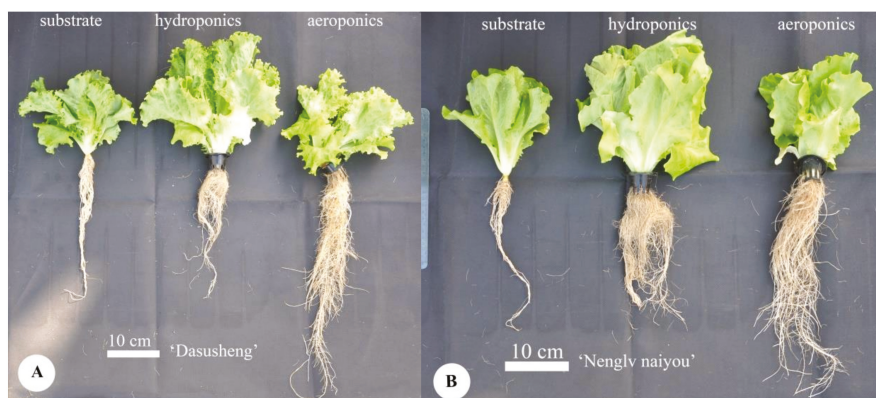 substrate hydroponics aeroponics
10 cm
'Dasusheng'
A
substrate hydroponics aeroponics
10 cm
'Nenglv naiyou'
B